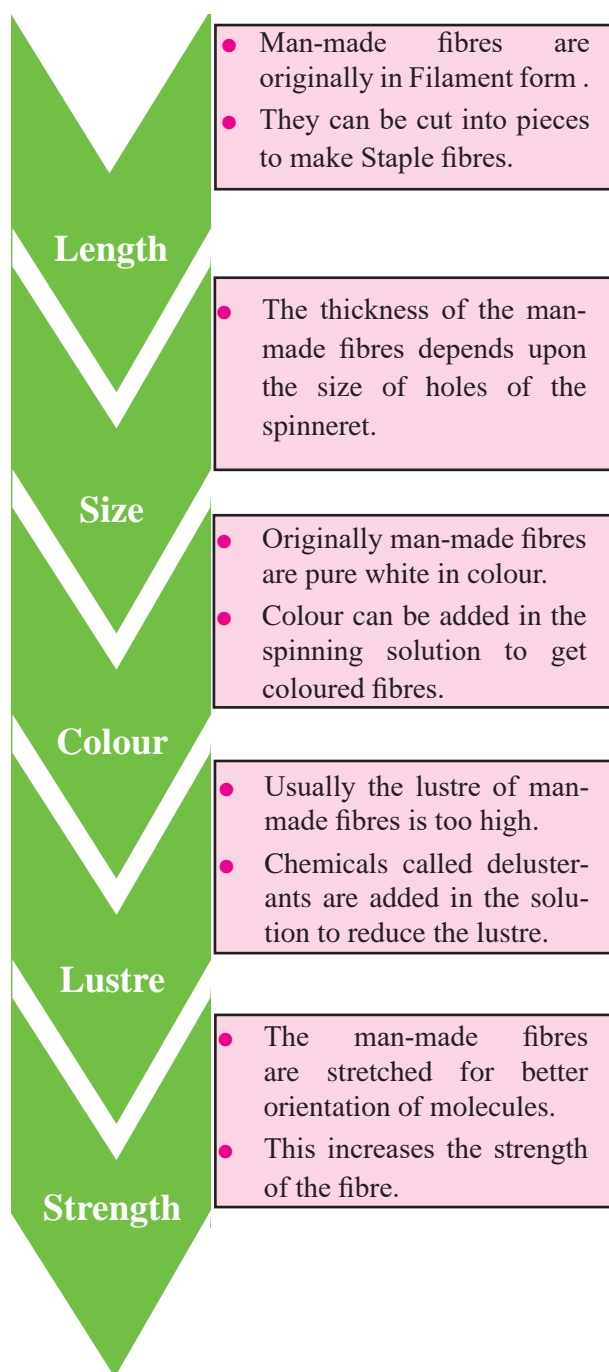 ● Man-made fibres are
originally in Filament form .
● They can be cut into pieces
to make Staple fibres.
Length
● The thickness of the man-
made fibres depends upon
the size of holes of the
spinneret.
Size
● Originally man-made fibres
are pure white in colour.
● Colour can be added in the
spinning solution to get
coloured fibres.
Colour
● Usually the lustre of man-
made fibres is too high.
● Chemicals called deluster-
ants are added in the solu-
tion to reduce the lustre.
Lustre
● The man-made fibres
are stretched for better
orientation of molecules.
● This increases the strength
of the fibre.
Strength